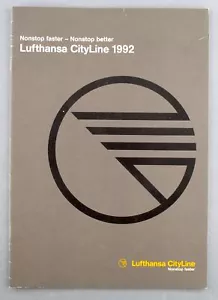 Nonstop faster – Nonstop better
Lufthansa CityLine 1992
Lufthansa CityLine
Nonstop faster